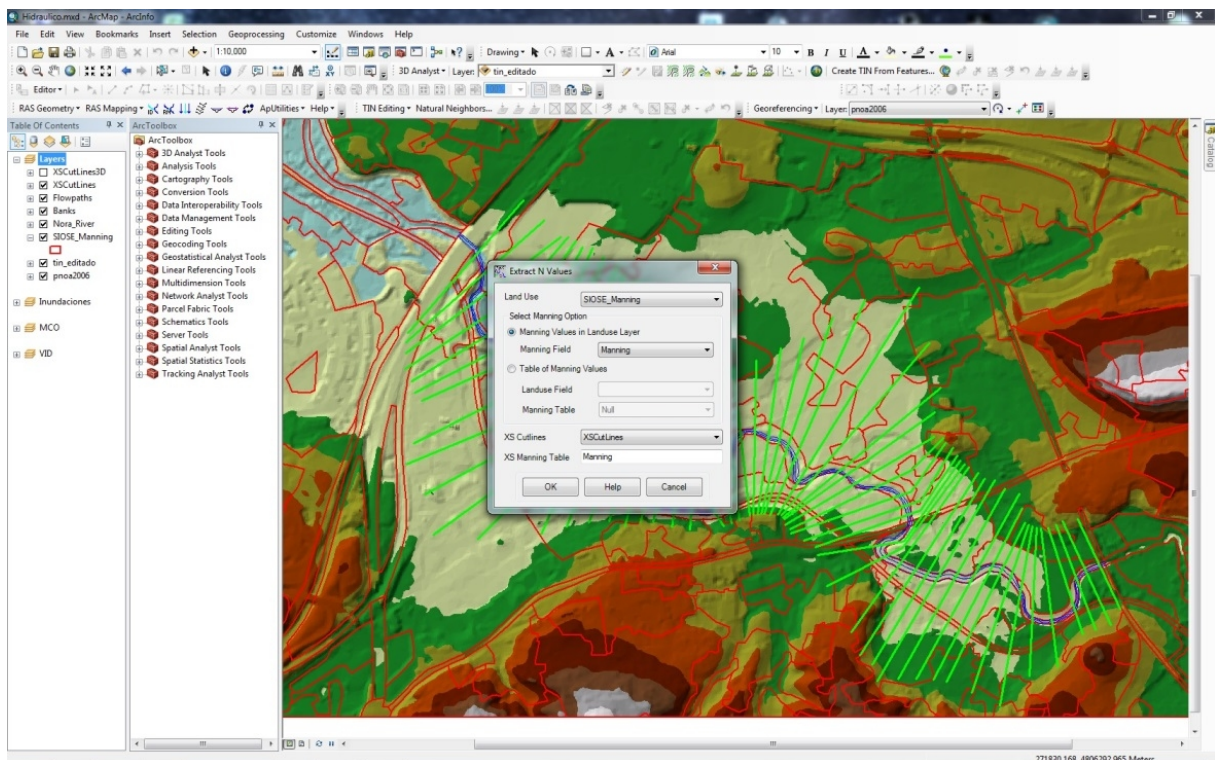 Hidraulico.mxd - ArcMap - ArcInfo
File Edit View Bookmarks Insert Selection Geoprocessing Customize Windows Help
1:10,000 Drawing A Arial 10 B I U A
3D Analyst Layer: tin_editado Create TIN From Features...
Editor
RAS Geometry RAS Mapping ApUtilities Help TIN Editing Natural Neighbors... Georeferencing Layer: pnoa2006
Table Of Contents
Layers
XSCutLines3D
XSCutLines
Flowpaths
Banks
Nora_River
SIOSE_Manning
tin_editado
pnoa2006
Inundaciones
MCO
VID
ArcToolbox
ArcToolbox
3D Analyst Tools
Analysis Tools
Cartography Tools
Conversion Tools
Data Interoperability Tools
Data Management Tools
Editing Tools
Geocoding Tools
Geostatistical Analyst Tools
Linear Referencing Tools
Multidimension Tools
Network Analyst Tools
Parcel Fabric Tools
Schematics Tools
Server Tools
Spatial Analyst Tools
Spatial Statistics Tools
Tracking Analyst Tools
Extract N Values
Land Use SIOSE_Manning
Select Manning Option
Manning Values in Landuse Layer
Manning Field Manning
Table of Manning Values
Landuse Field
Manning Table Null
XS Cutlines XSCutLines
XS Manning Table Manning
OK Help Cancel
Catalog
271830,168 4806292,965 Meters